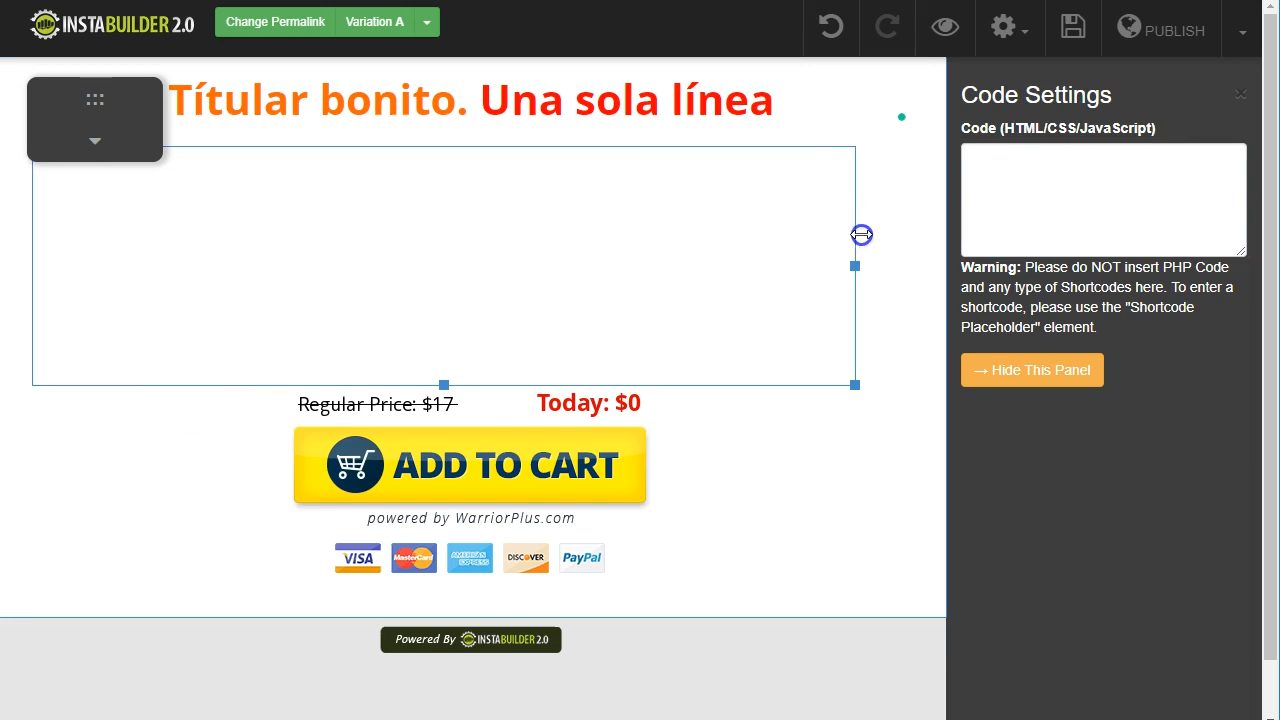 INSTABUILDER 2.0
Change Permalink
Variation A
PUBLISH
Títular bonito. Una sola línea
Regular Price: $17
Today: $0
ADD TO CART
powered by WarriorPlus.com
VISA
MasterCard
AMERICAN EXPRESS
DISCOVER
PayPal
Powered By INSTABUILDER 2.0
Code Settings
×
Code (HTML/CSS/JavaScript)
Warning: Please do NOT insert PHP Code
and any type of Shortcodes here. To enter a
shortcode, please use the "Shortcode
Placeholder" element.
→ Hide This Panel